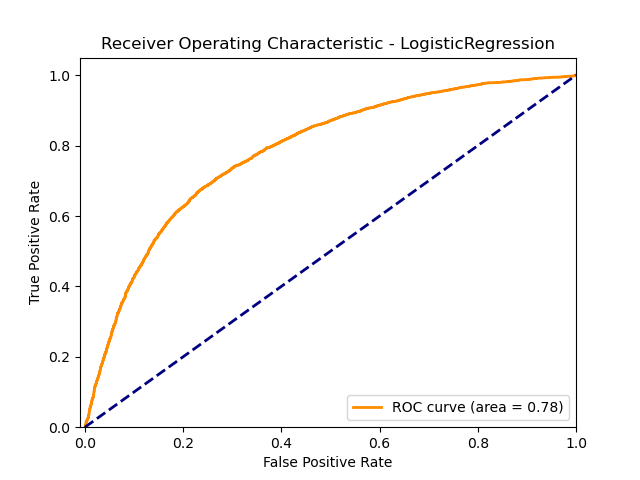 Receiver Operating Characteristic - LogisticRegression
1.0
0.8
0.6
0.4
0.2
0.0
True Positive Rate
ROC curve (area = 0.78)
0.0 0.2 0.4 0.6 0.8 1.0
False Positive Rate